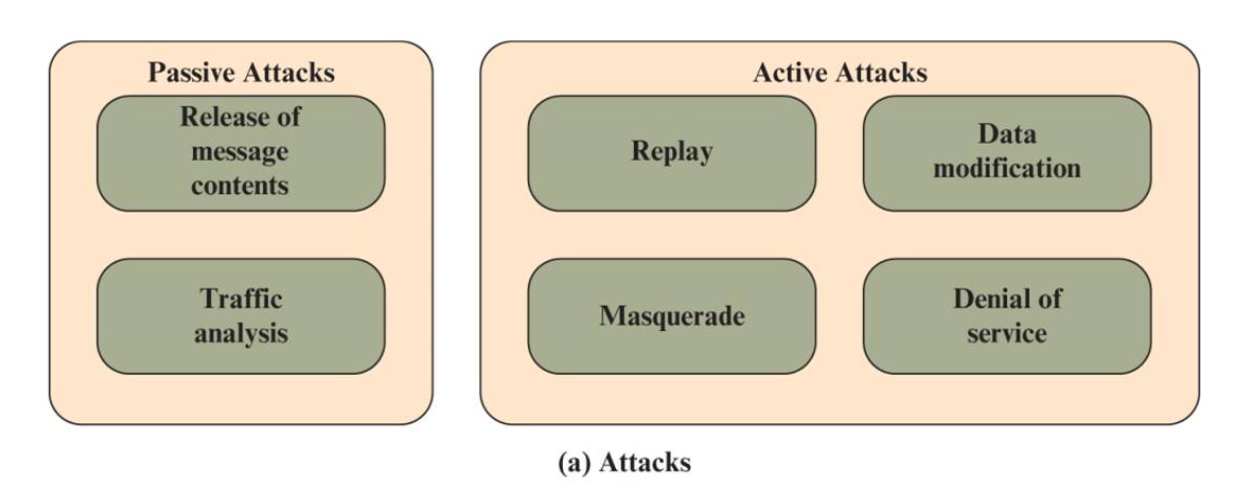 Passive Attacks
Release of
message
contents
Traffic
analysis
Active Attacks
Replay
Data
modification
Masquerade
Denial of
service
(a) Attacks